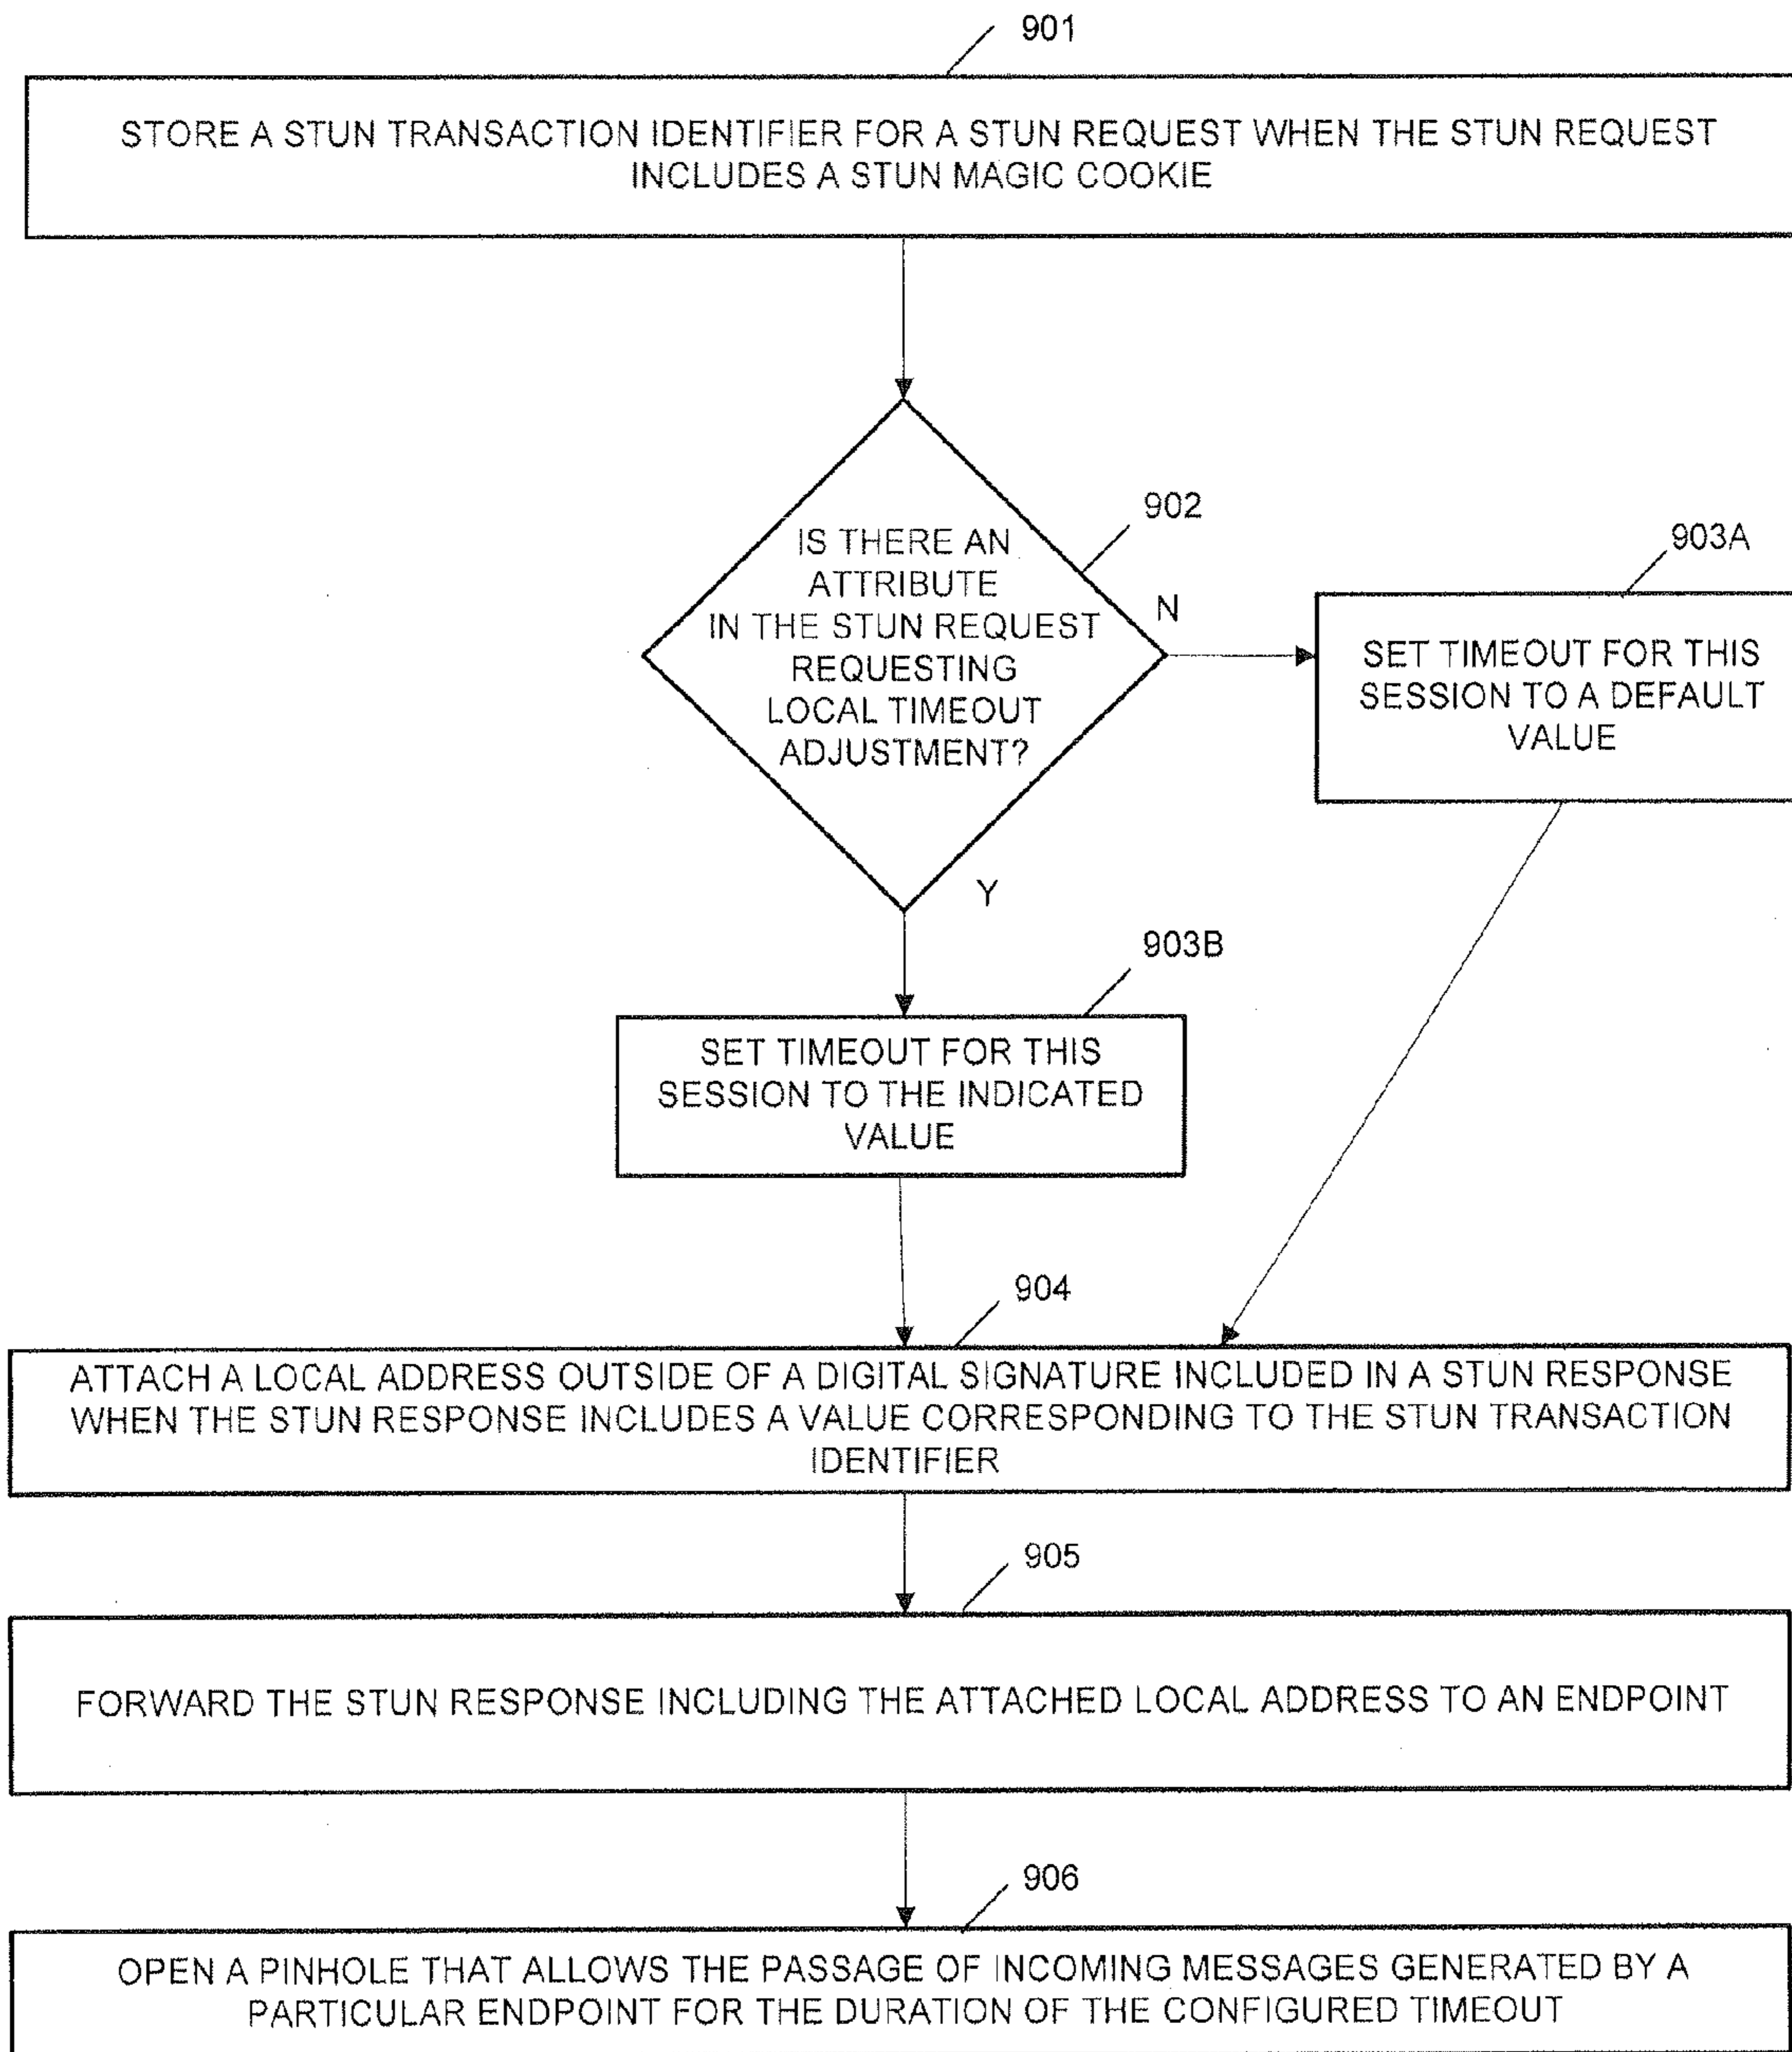 901
STORE A STUN TRANSACTION IDENTIFIER FOR A STUN REQUEST WHEN THE STUN REQUEST
INCLUDES A STUN MAGIC COOKIE
902
IS THERE AN
ATTRIBUTE
IN THE STUN REQUEST
REQUESTING
LOCAL TIMEOUT
ADJUSTMENT?
N
903A
SET TIMEOUT FOR THIS
SESSION TO A DEFAULT
VALUE
Y
903B
SET TIMEOUT FOR THIS
SESSION TO THE INDICATED
VALUE
904
ATTACH A LOCAL ADDRESS OUTSIDE OF A DIGITAL SIGNATURE INCLUDED IN A STUN RESPONSE
WHEN THE STUN RESPONSE INCLUDES A VALUE CORRESPONDING TO THE STUN TRANSACTION
IDENTIFIER
905
FORWARD THE STUN RESPONSE INCLUDING THE ATTACHED LOCAL ADDRESS TO AN ENDPOINT
906
OPEN A PINHOLE THAT ALLOWS THE PASSAGE OF INCOMING MESSAGES GENERATED BY A
PARTICULAR ENDPOINT FOR THE DURATION OF THE CONFIGURED TIMEOUT